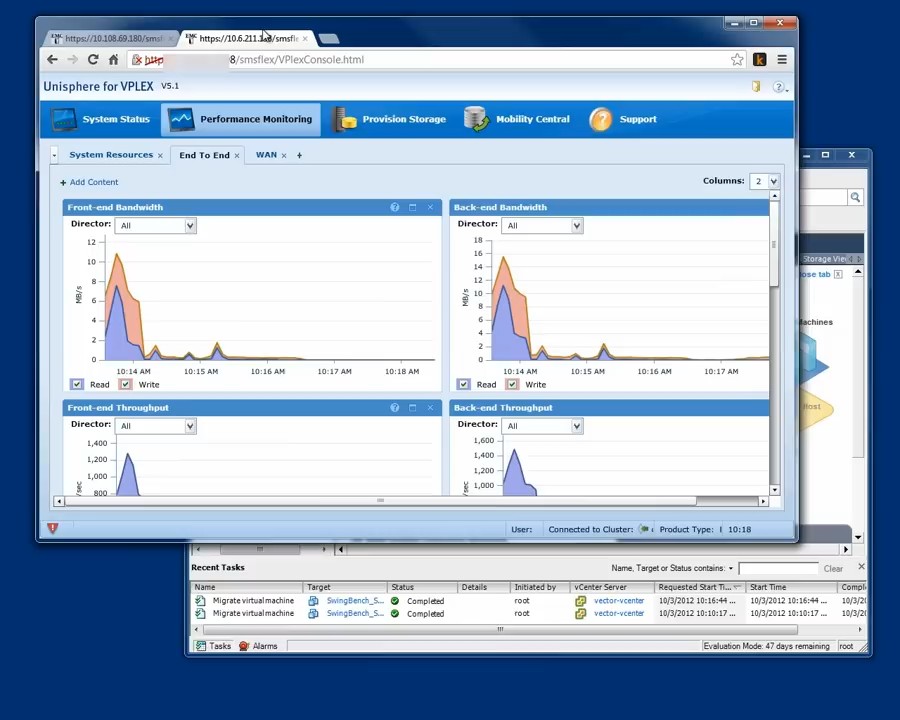 https://10.108.69.180/smsf
https://10.6.211. /smsfle
8/smsflex/VPlexConsole.html
Unisphere for VPLEX V5.1
System Status Performance Monitoring Provision Storage Mobility Central Support
System Resources End To End WAN
Add Content Columns: 2
Front-end Bandwidth Back-end Bandwidth
Director: All Director: All
12
10
8
6
4
2
0
MB/s
10:14 AM 10:15 AM 10:16 AM 10:17 AM 10:18 AM
Read Write
18
16
14
12
10
8
6
4
2
0
MB/s
10:14 AM 10:15 AM 10:16 AM 10:17 AM
Read Write
Front-end Throughput Back-end Throughput
Director: All Director: All
1,400
1,200
1,000
800
/sec
1,600
1,400
1,200
1,000
/sec
User: Connected to Cluster: Product Type: 10:18
Storage View
ose tab
achines
Host
Recent Tasks Name, Target or Status contains: Clear
Name Target Status Details Initiated by vCenter Server Requested Start Ti... Start Time Comple
Migrate virtual machine SwingBench_S... Completed root vector-vcenter 10/3/2012 10:16:44 ... 10/3/2012 10:16:44 ... 10/3/20
Migrate virtual machine SwingBench_S... Completed root vector-vcenter 10/3/2012 10:10:17 ... 10/3/2012 10:10:17 ... 10/3/20
Tasks Alarms Evaluation Mode: 47 days remaining root